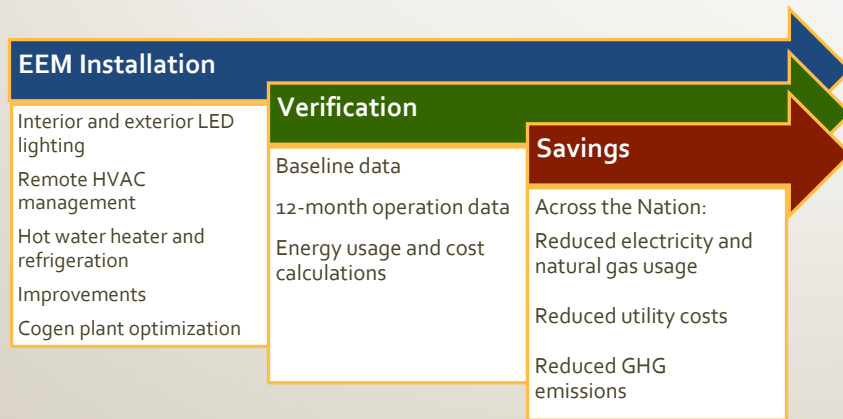 EEM Installation
Interior and exterior LED
lighting
Remote HVAC
management
Hot water heater and
refrigeration
Improvements
Cogen plant optimization
Verification
Baseline data
12-month operation data
Energy usage and cost
calculations
Savings
Across the Nation:
Reduced electricity and
natural gas usage
Reduced utility costs
Reduced GHG
emissions